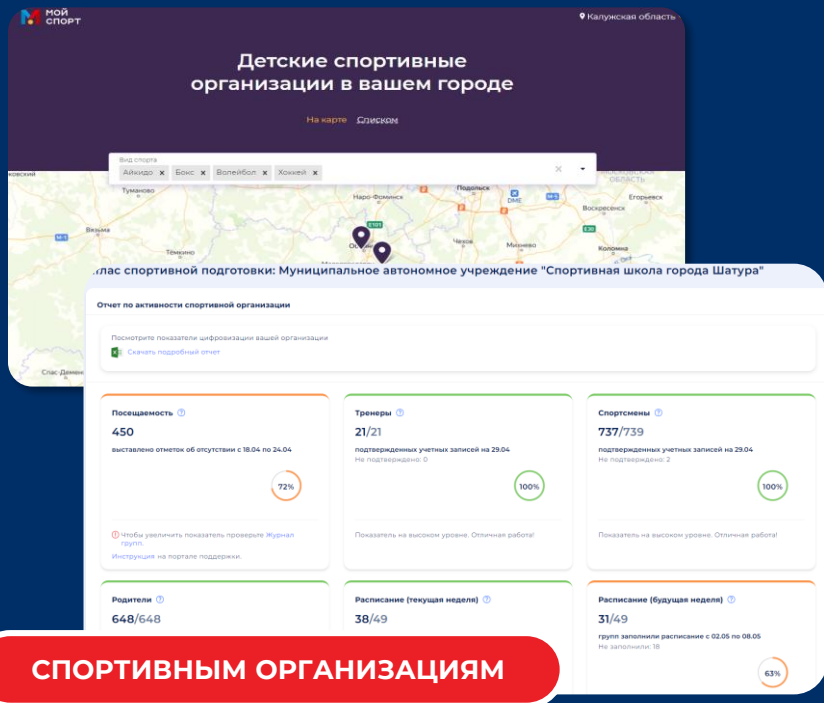 МОЙ
СПОРТ
Калужская область
Детские спортивные
организации в вашем городе
На карте Списком
Вид спорта
Айкидо x Бокс x Волейбол x Хоккей x
МОСКОВСКАЯ
ОБЛАСТЬ
Туманово
Наро-Фоминск
Подольск
DME
М-5
Егорьевск
Воскресенск
Вязьма
М-1
E101
E30
Тёмкино
Чехов
Михнево
Коломна
спортивной подготовки: Муниципальное автономное учреждение "Спортивная школа города Шатура"
Отчет по активности спортивной организации
Посмотрите показатели цифровизации вашей организации
Скачать подробный отчет
Посещаемость
450
выставлено отметок об отсутствии с 18.04 по 24.04
72%
Чтобы увеличить показатель проверьте Журнал
групп.
Инструкция на портале поддержки.
Тренеры
21/21
подтвержденных учетных записей на 29.04
Не подтверждено: 0
100%
Показатель на высоком уровне. Отличная работа!
Спортсмены
737/739
подтвержденных учетных записей на 29.04
Не подтверждено: 2
100%
Показатель на высоком уровне. Отличная работа!
Родители
648/648
Расписание (текущая неделя)
38/49
Расписание (будущая неделя)
31/49
групп заполнили расписание с 02.05 по 08.05
Не заполнили: 18
63%
СПОРТИВНЫМ ОРГАНИЗАЦИЯМ